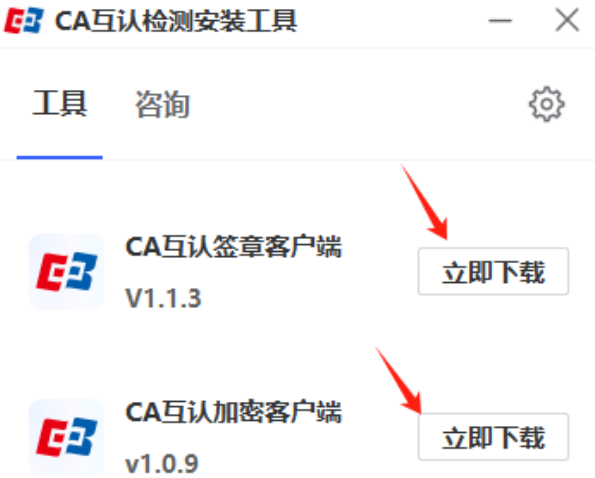 CA互认检测安装工具
工具 咨询
CA互认签章客户端
V1.1.3
立即下载
CA互认加密客户端
v1.0.9
立即下载